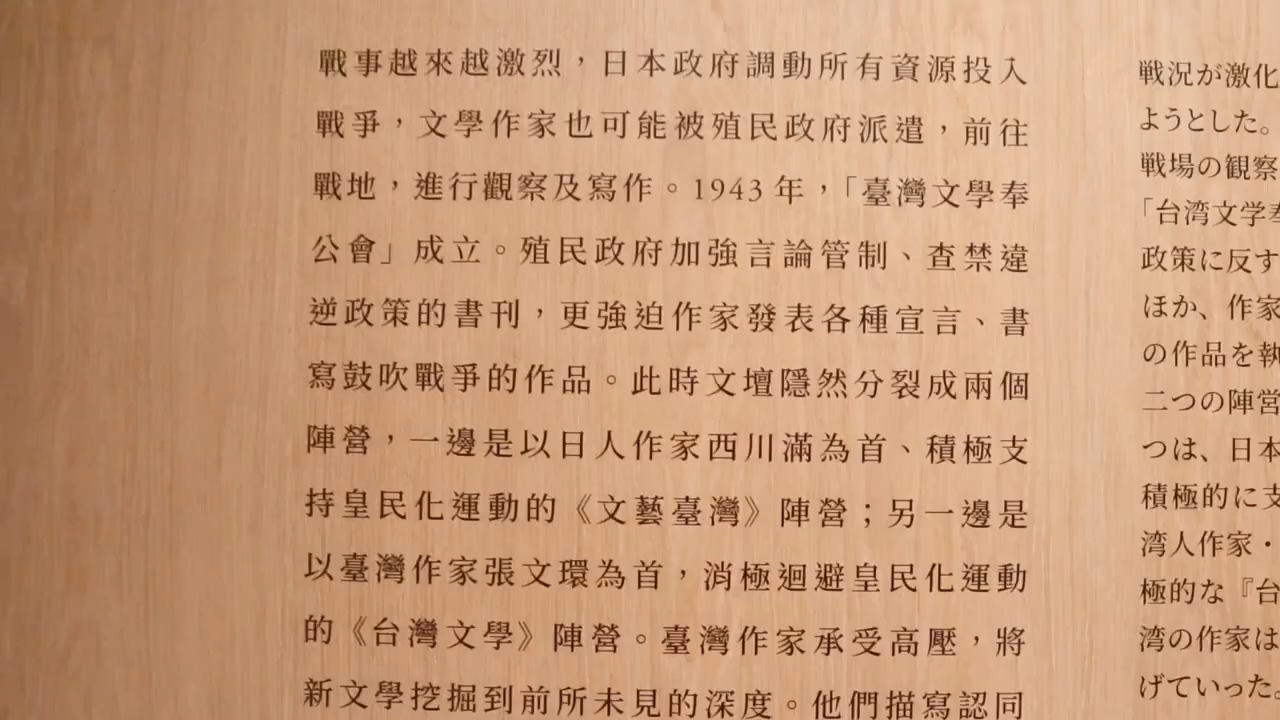 戰事越來越激烈，日本政府調動所有資源投入
戰爭，文學作家也可能被殖民政府派遣，前往
戰地，進行觀察及寫作。1943 年，「臺灣文學奉
公會」成立。殖民政府加強言論管制、查禁違
逆政策的書刊，更強迫作家發表各種宣言、書
寫鼓吹戰爭的作品。此時文壇隱然分裂成兩個
陣營，一邊是以日人作家西川滿為首、積極支
持皇民化運動的《文藝臺灣》陣營；另一邊是
以臺灣作家張文環為首，消極迴避皇民化運動
的《台灣文學》陣營。臺灣作家承受高壓，將
新文學挖掘到前所未見的深度。他們描寫認同
戦況が激化
ようとした。
戦場の観察
「台湾文学奉
政策に反す
ほか、作家
の作品を執
二つの陣営
つは、日本
積極的に支
湾人作家・
極的な『台
湾の作家は
げていった。